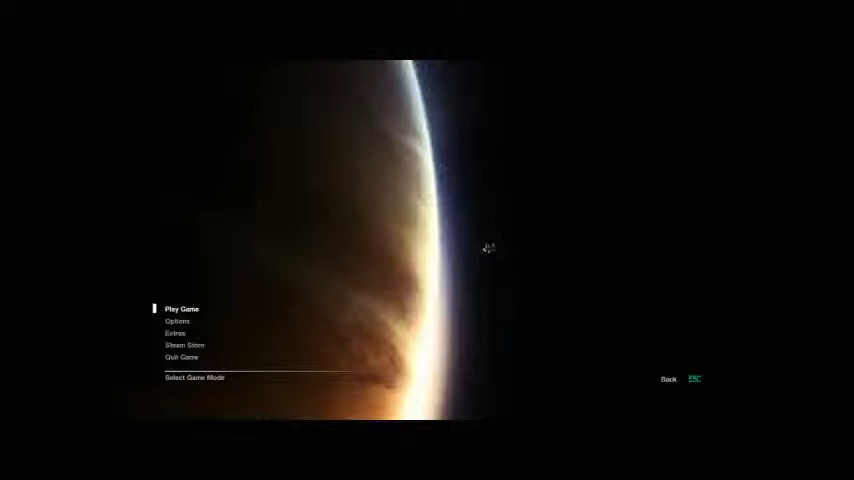 Play Game
Options
Extras
Steam Store
Quit Game
Select Game Mode
Back ESC